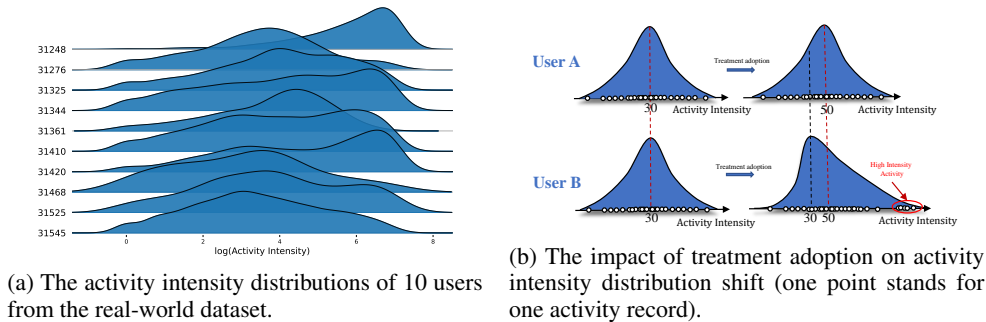 31248
31276
31325
31344
31361
31410
31420
31468
31525
31545
0 2 4 6 8
log(Activity Intensity)
(a) The activity intensity distributions of 10 users
from the real-world dataset.
User A
Treatment adoption
30 Activity Intensity
50 Activity Intensity
User B
Treatment adoption
High Intensity
Activity
30 Activity Intensity
30 50 Activity Intensity
(b) The impact of treatment adoption on activity
intensity distribution shift (one point stands for
one activity record).